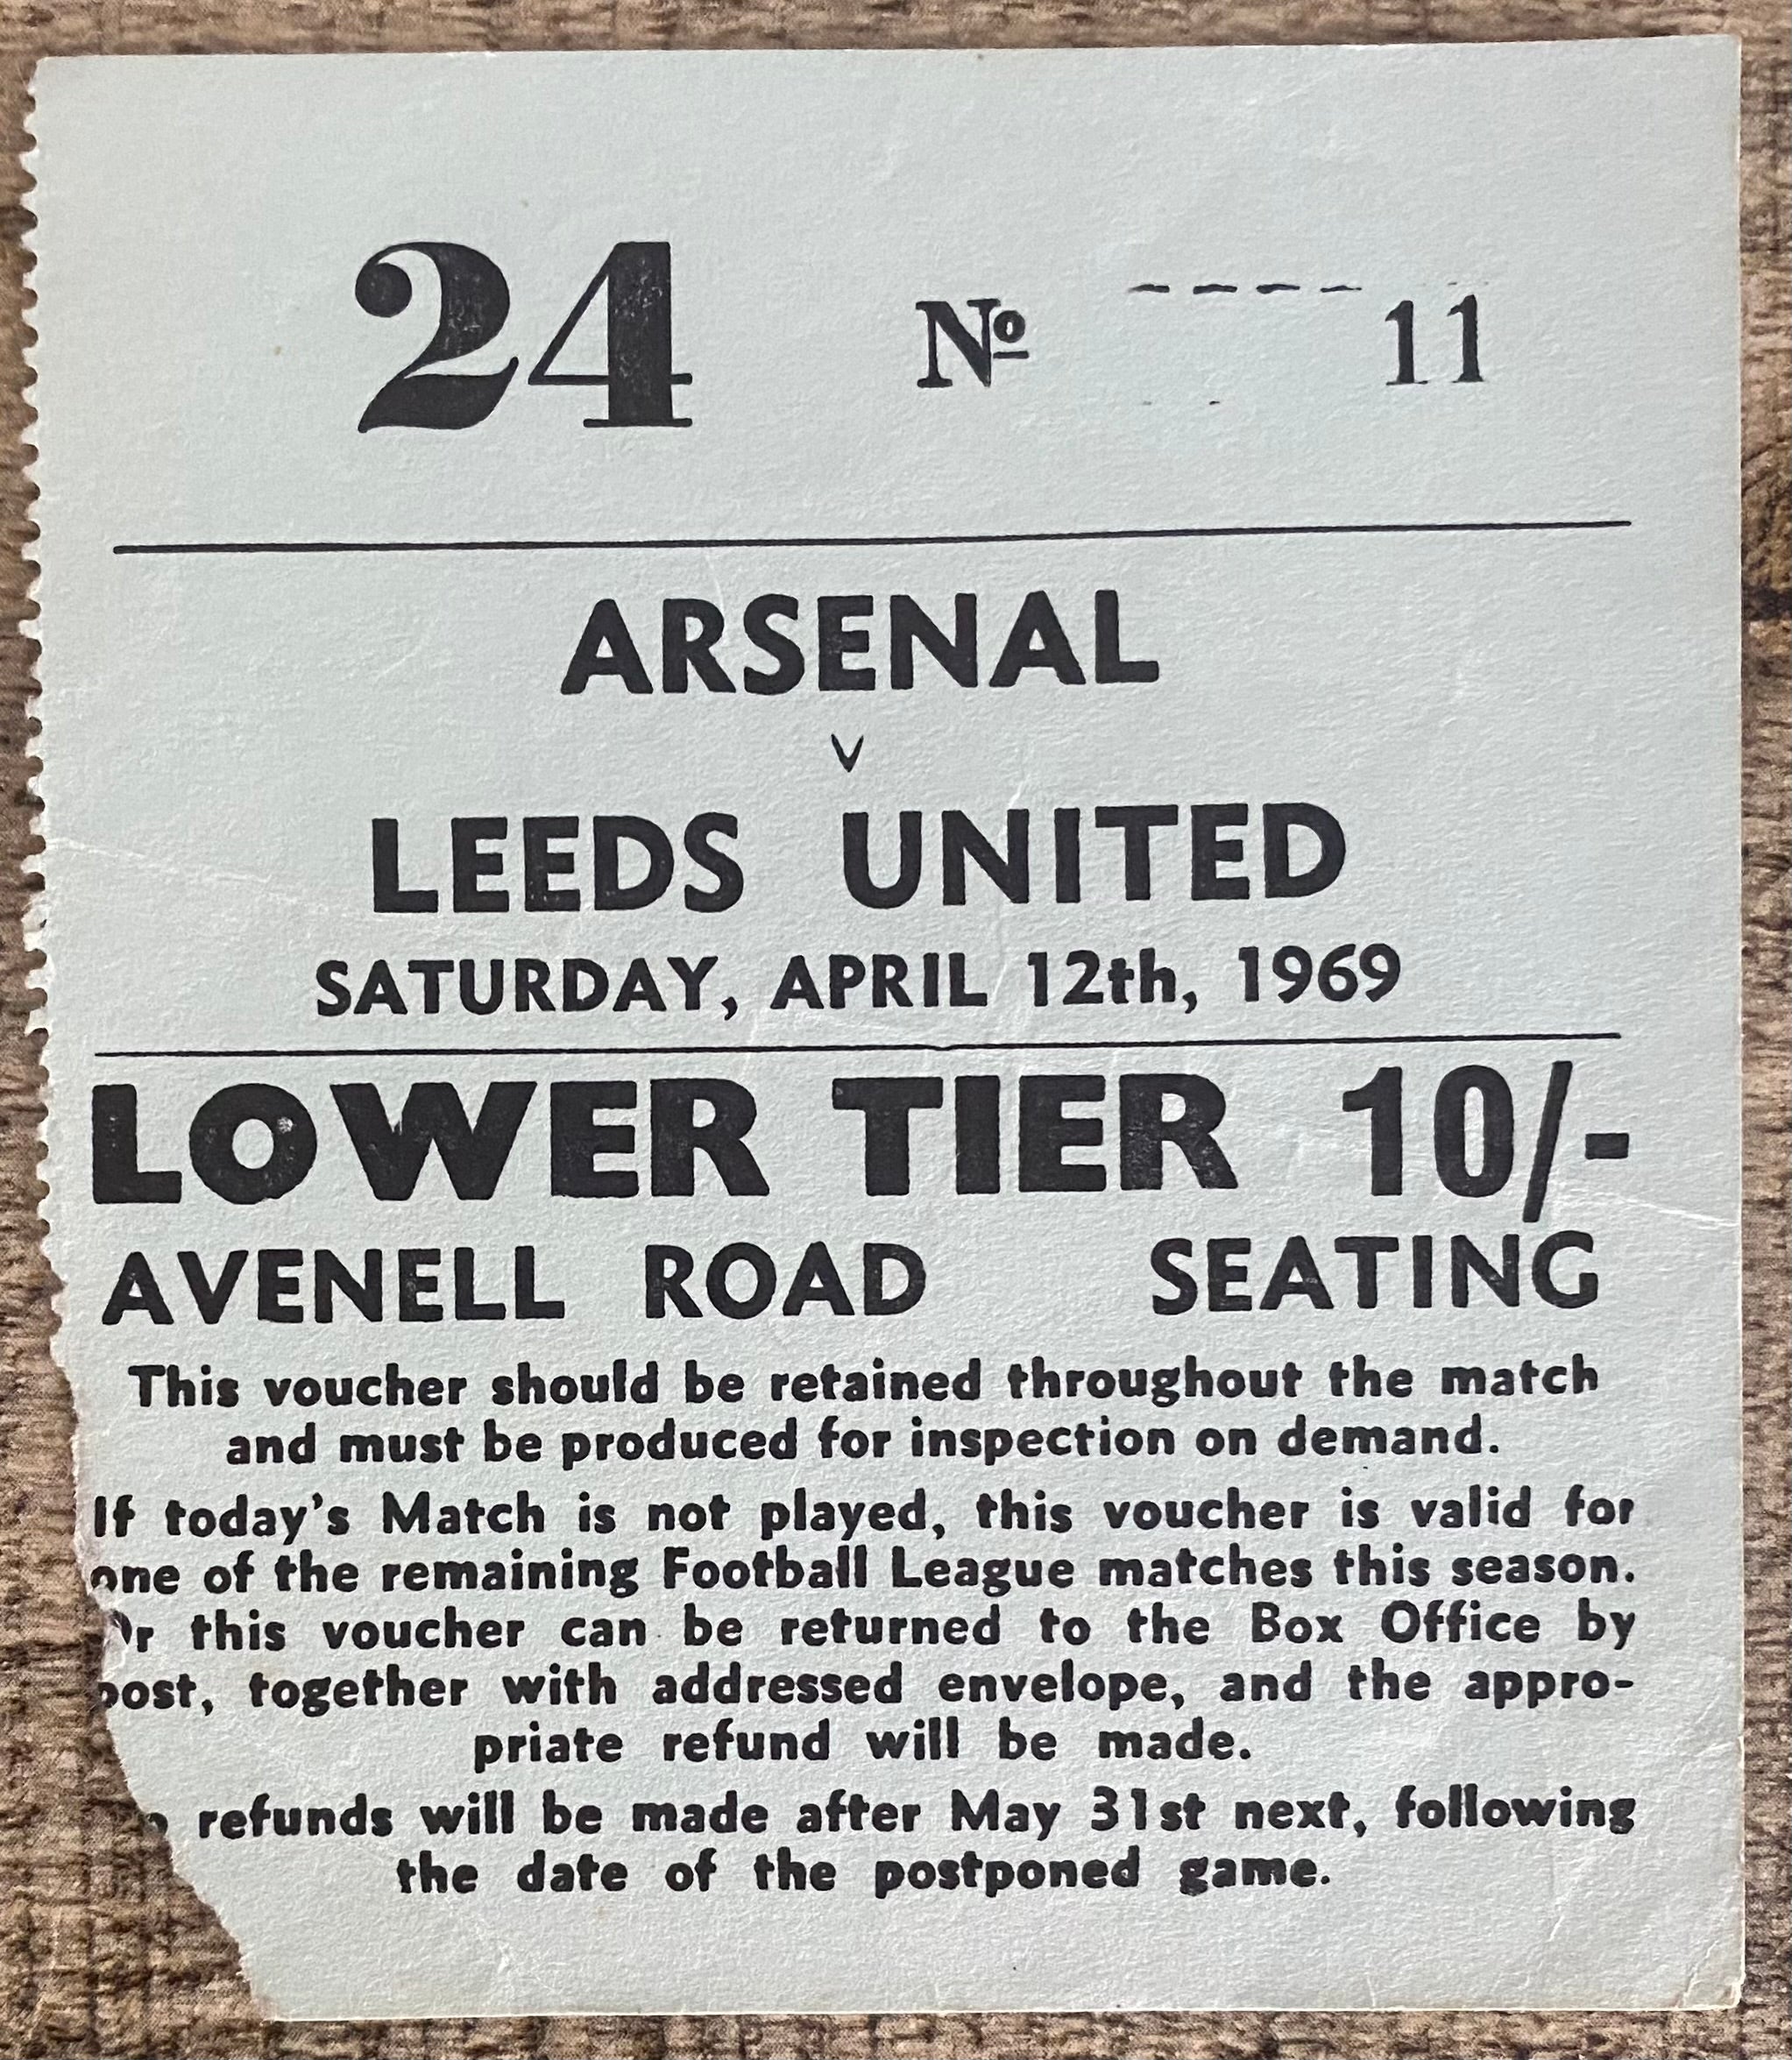 24 Nº 11
ARSENAL
v
LEEDS UNITED
SATURDAY, APRIL 12th, 1969
LOWER TIER 10/-
AVENELL ROAD SEATING
This voucher should be retained throughout the match
and must be produced for inspection on demand.
If today's Match is not played, this voucher is valid for
one of the remaining Football League matches this season.
Or this voucher can be returned to the Box Office by
post, together with addressed envelope, and the appro-
priate refund will be made.
refunds will be made after May 31st next, following
the date of the postponed game.